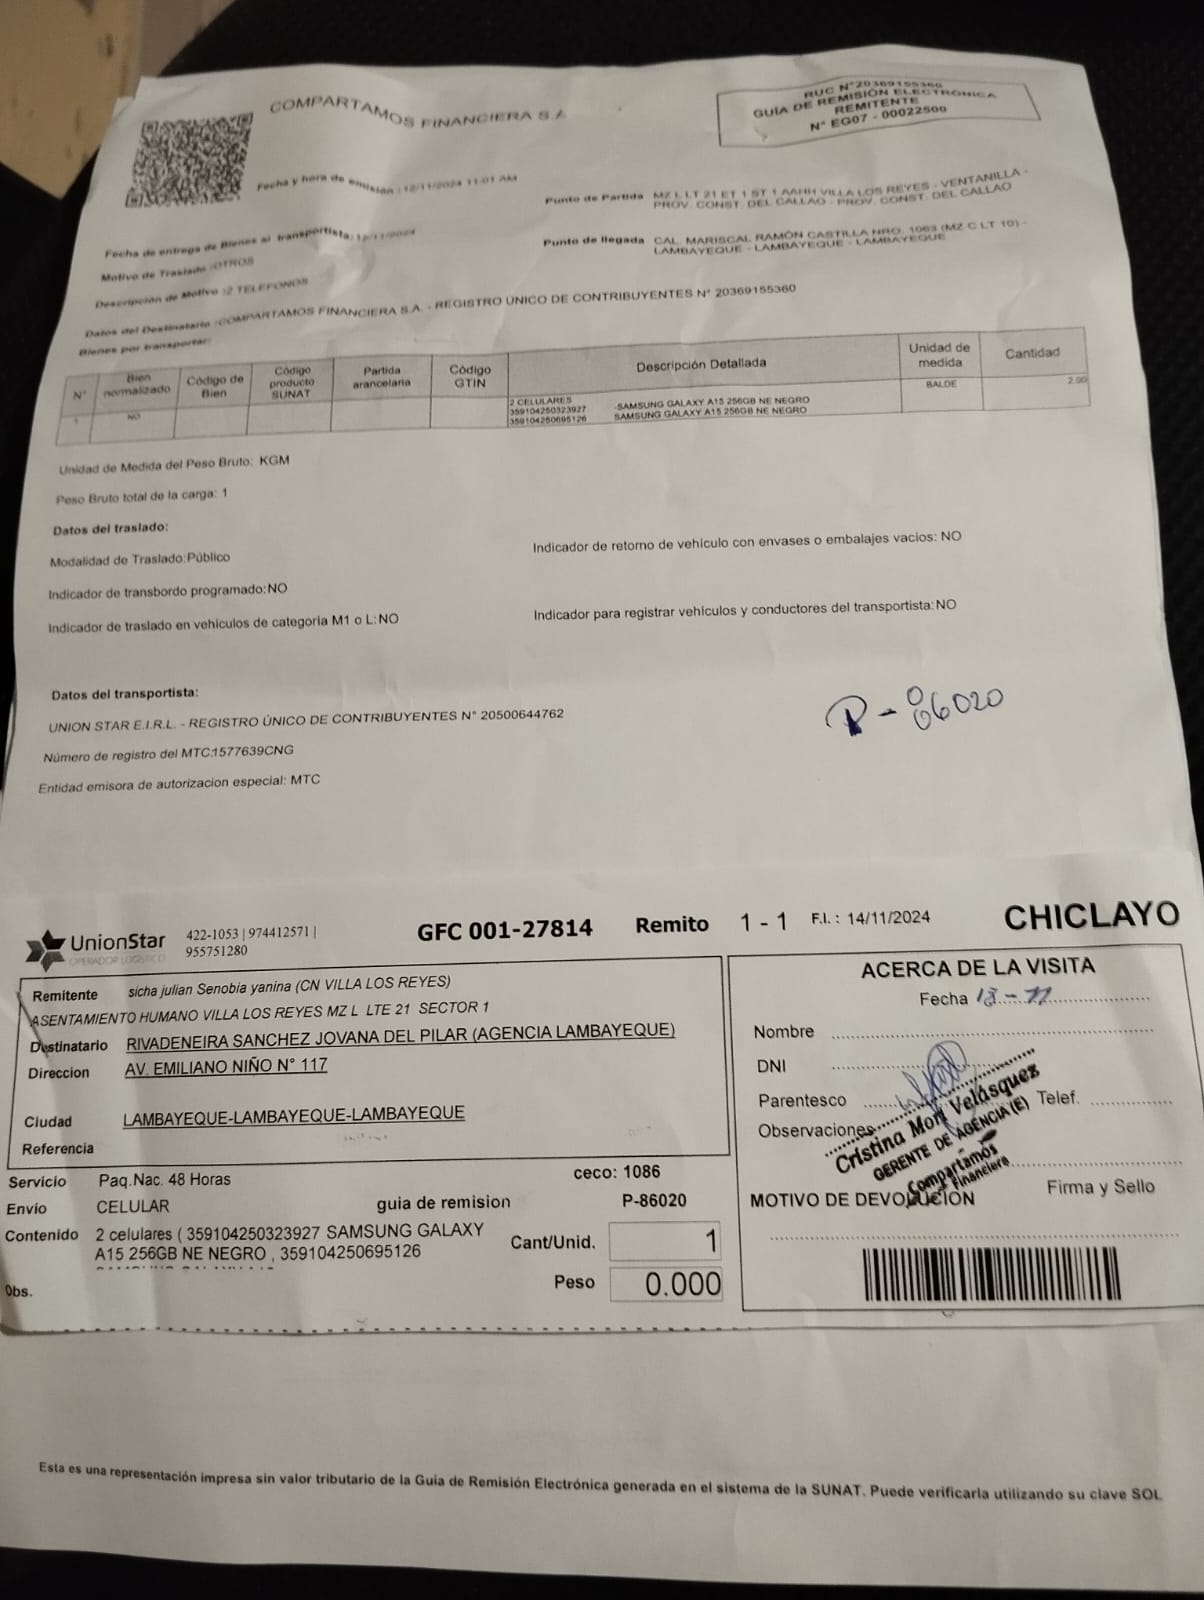 COMPARTAMOS FINANCIERA S.A
RUC N°20369155360
GUÍA DE REMISIÓN ELECTRÓNICA
REMITENTE
N° EG07 - 00022500
Fecha y hora de emisión : 12/11/2024 11:01 AM
Punto de Partida MZ L LT 21 ET 1 ST 1 AAHH VILLA LOS REYES - VENTANILLA -
PROV. CONST. DEL CALLAO - PROV. CONST. DEL CALLAO
Fecha de entrega de Bienes al transportista:12/11/2024
Punto de llegada CAL. MARISCAL RAMÓN CASTILLA NRO. 1063 (MZ C LT 10) -
LAMBAYEQUE - LAMBAYEQUE - LAMBAYEQUE
Motivo de Traslado :OTROS
Descripción de Motivo :2 TELEFONOS
Datos del Destinatario :COMPARTAMOS FINANCIERA S.A. - REGISTRO ÚNICO DE CONTRIBUYENTES N° 20369155360
Bienes por transportar:
N° Bien normalizado Código de Bien Código producto SUNAT Partida arancelaria Código GTIN Descripción Detallada Unidad de medida Cantidad
1 NO 2 CELULARES BALDE 2.00
359104250323927 -SAMSUNG GALAXY A15 256GB NE NEGRO
359104250695126 SAMSUNG GALAXY A15 256GB NE NEGRO
Unidad de Medida del Peso Bruto: KGM
Peso Bruto total de la carga: 1
Datos del traslado:
Modalidad de Traslado:Público
Indicador de retorno de vehículo con envases o embalajes vacios: NO
Indicador de transbordo programado:NO
Indicador de traslado en vehículos de categoría M1 o L:NO
Indicador para registrar vehículos y conductores del transportista:NO
Datos del transportista:
UNION STAR E.I.R.L. - REGISTRO ÚNICO DE CONTRIBUYENTES N° 20500644762
Número de registro del MTC:1577639CNG
Entidad emisora de autorizacion especial: MTC
P - 86020
UnionStar
OPERADOR LOGÍSTICO
422-1053 | 974412571 |
955751280
GFC 001-27814 Remito 1 - 1 F.I. : 14/11/2024 CHICLAYO
Remitente sicha julian Senobia yanina (CN VILLA LOS REYES)
ASENTAMIENTO HUMANO VILLA LOS REYES MZ L LTE 21 SECTOR 1
Destinatario RIVADENEIRA SANCHEZ JOVANA DEL PILAR (AGENCIA LAMBAYEQUE)
Direccion AV. EMILIANO NIÑO N° 117
Ciudad LAMBAYEQUE-LAMBAYEQUE-LAMBAYEQUE
Referencia
Servicio Paq.Nac. 48 Horas ceco: 1086
Envío CELULAR guia de remision P-86020
Contenido 2 celulares ( 359104250323927 SAMSUNG GALAXY
A15 256GB NE NEGRO , 359104250695126
Cant/Unid. 1
Peso 0.000
Obs.
ACERCA DE LA VISITA
Fecha 18-11
Nombre
DNI
Parentesco Telef.
Observaciones
Cristina Mori Velásquez
GERENTE DE AGENCIA(E)
Compartamos
Financiera
MOTIVO DE DEVOLUCIÓN
Firma y Sello
Esta es una representación impresa sin valor tributario de la Guía de Remisión Electrónica generada en el sistema de la SUNAT. Puede verificarla utilizando su clave SOL